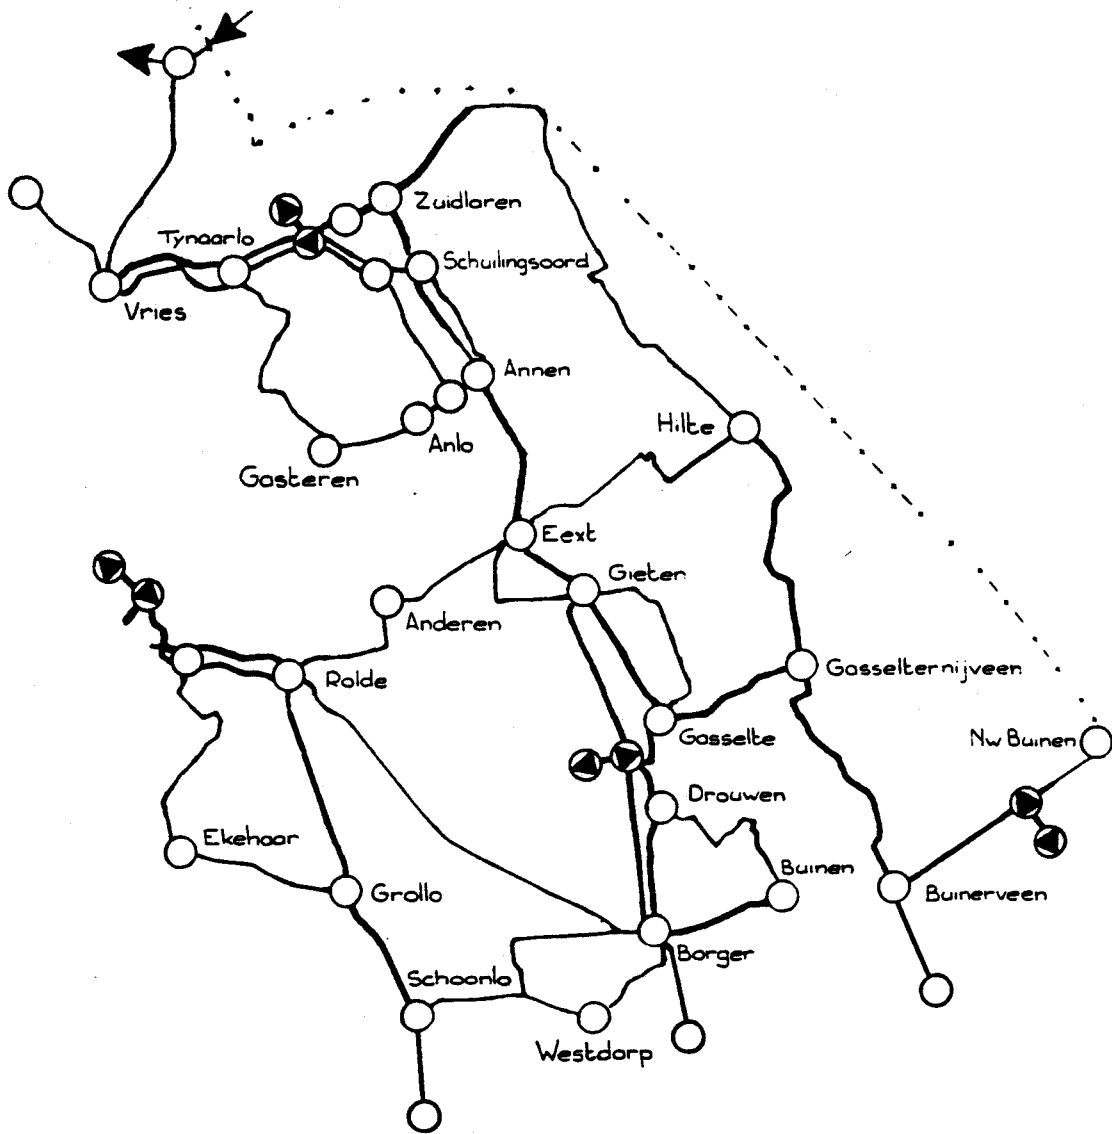 Zuidlaren
Tynaarlo
Schuilingsoord
Vries
Annen
Hilte
Anlo
Gasteren
Eext
Gieten
Anderen
Gasselternijveen
Rolde
Gasselte
Nw Buinen
Drouwen
Ekehaar
Buinen
Grollo
Buinerveen
Borger
Schoonlo
Westdorp